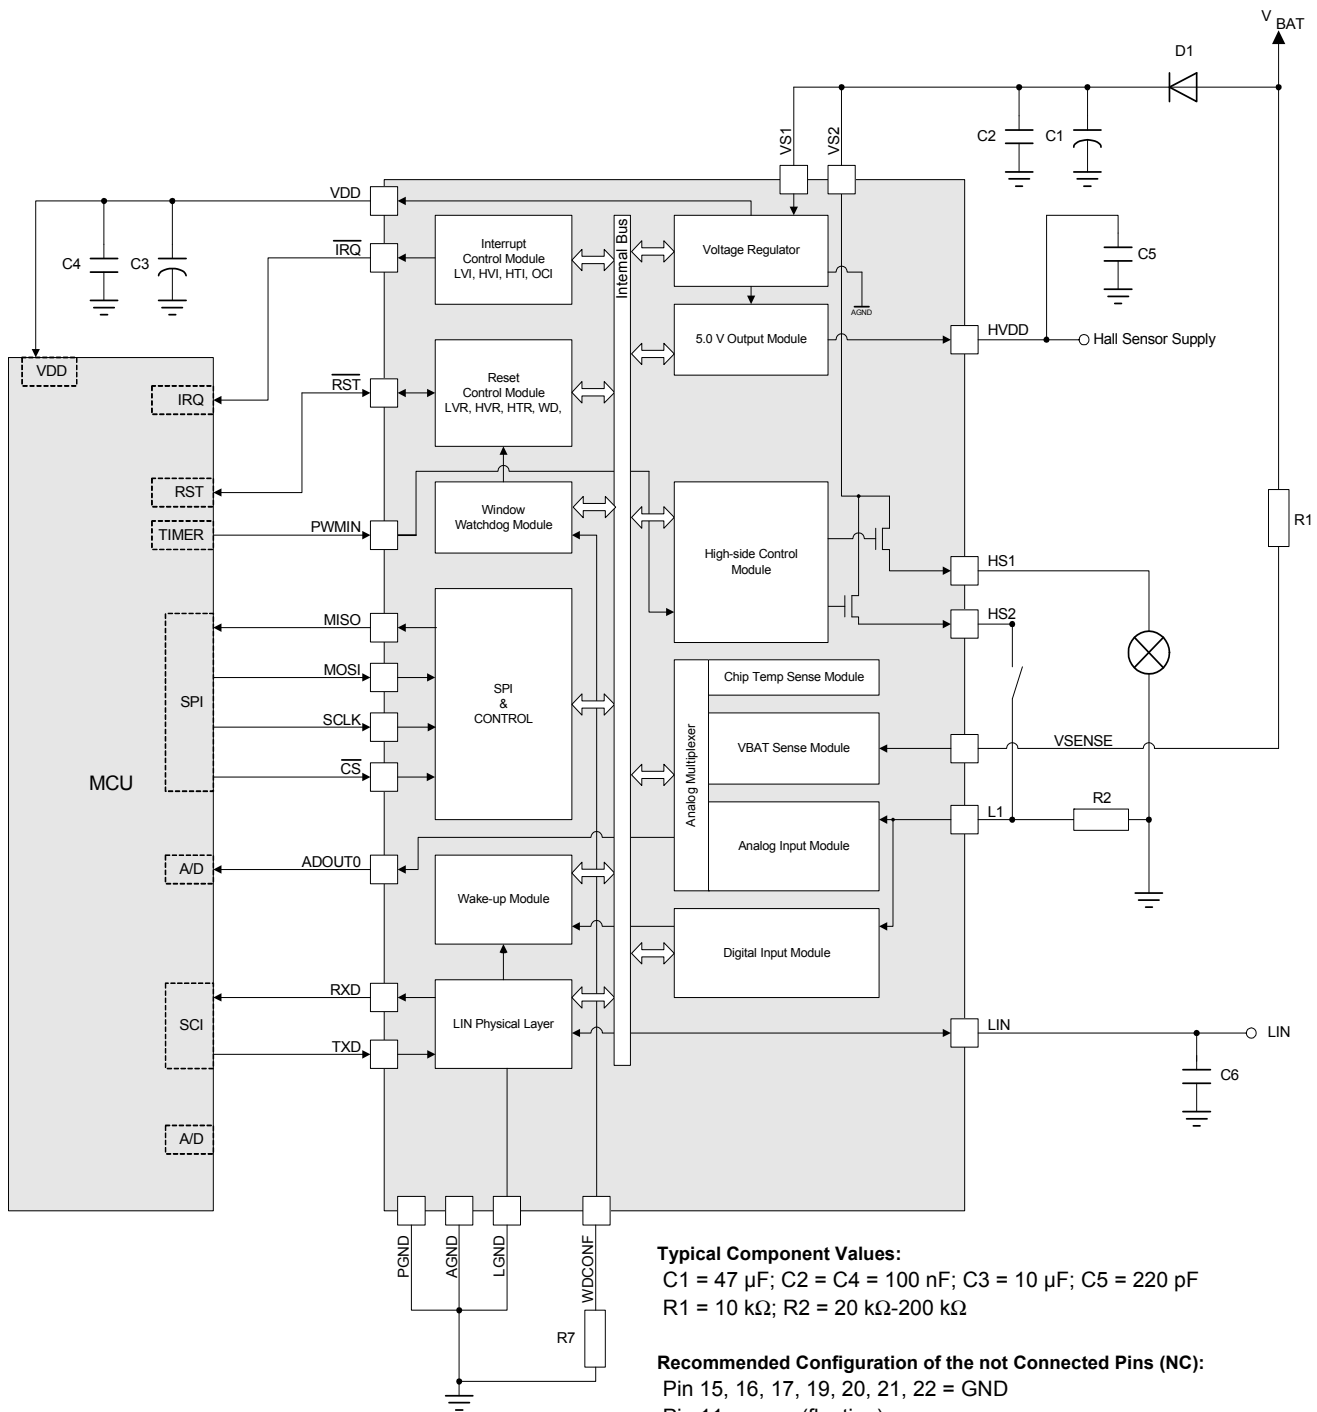 V BAT
D1
C2
C1
VS1
VS2
VDD
C4
C3
IRQ
Interrupt
Control Module
LVI, HVI, HTI, OCI
Internal Bus
Voltage Regulator
AGND
C5
5.0 V Output Module
HVDD
Hall Sensor Supply
VDD
IRQ
RST
Reset
Control Module
LVR, HVR, HTR, WD,
RST
TIMER
PWMIN
Window
Watchdog Module
High-side Control
Module
R1
HS1
HS2
MISO
MOSI
SCLK
CS
SPI
SPI
&
CONTROL
MCU
Analog Multiplexer
Chip Temp Sense Module
VBAT Sense Module
VSENSE
Analog Input Module
L1
R2
A/D
ADOUT0
Wake-up Module
Digital Input Module
SCI
RXD
TXD
LIN Physical Layer
LIN
LIN
C6
A/D
PGND
AGND
LGND
WDCONF
R7
Typical Component Values:
C1 = 47 µF; C2 = C4 = 100 nF; C3 = 10 µF; C5 = 220 pF
R1 = 10 kΩ; R2 = 20 kΩ-200 kΩ
Recommended Configuration of the not Connected Pins (NC):
Pin 15, 16, 17, 19, 20, 21, 22 = GND